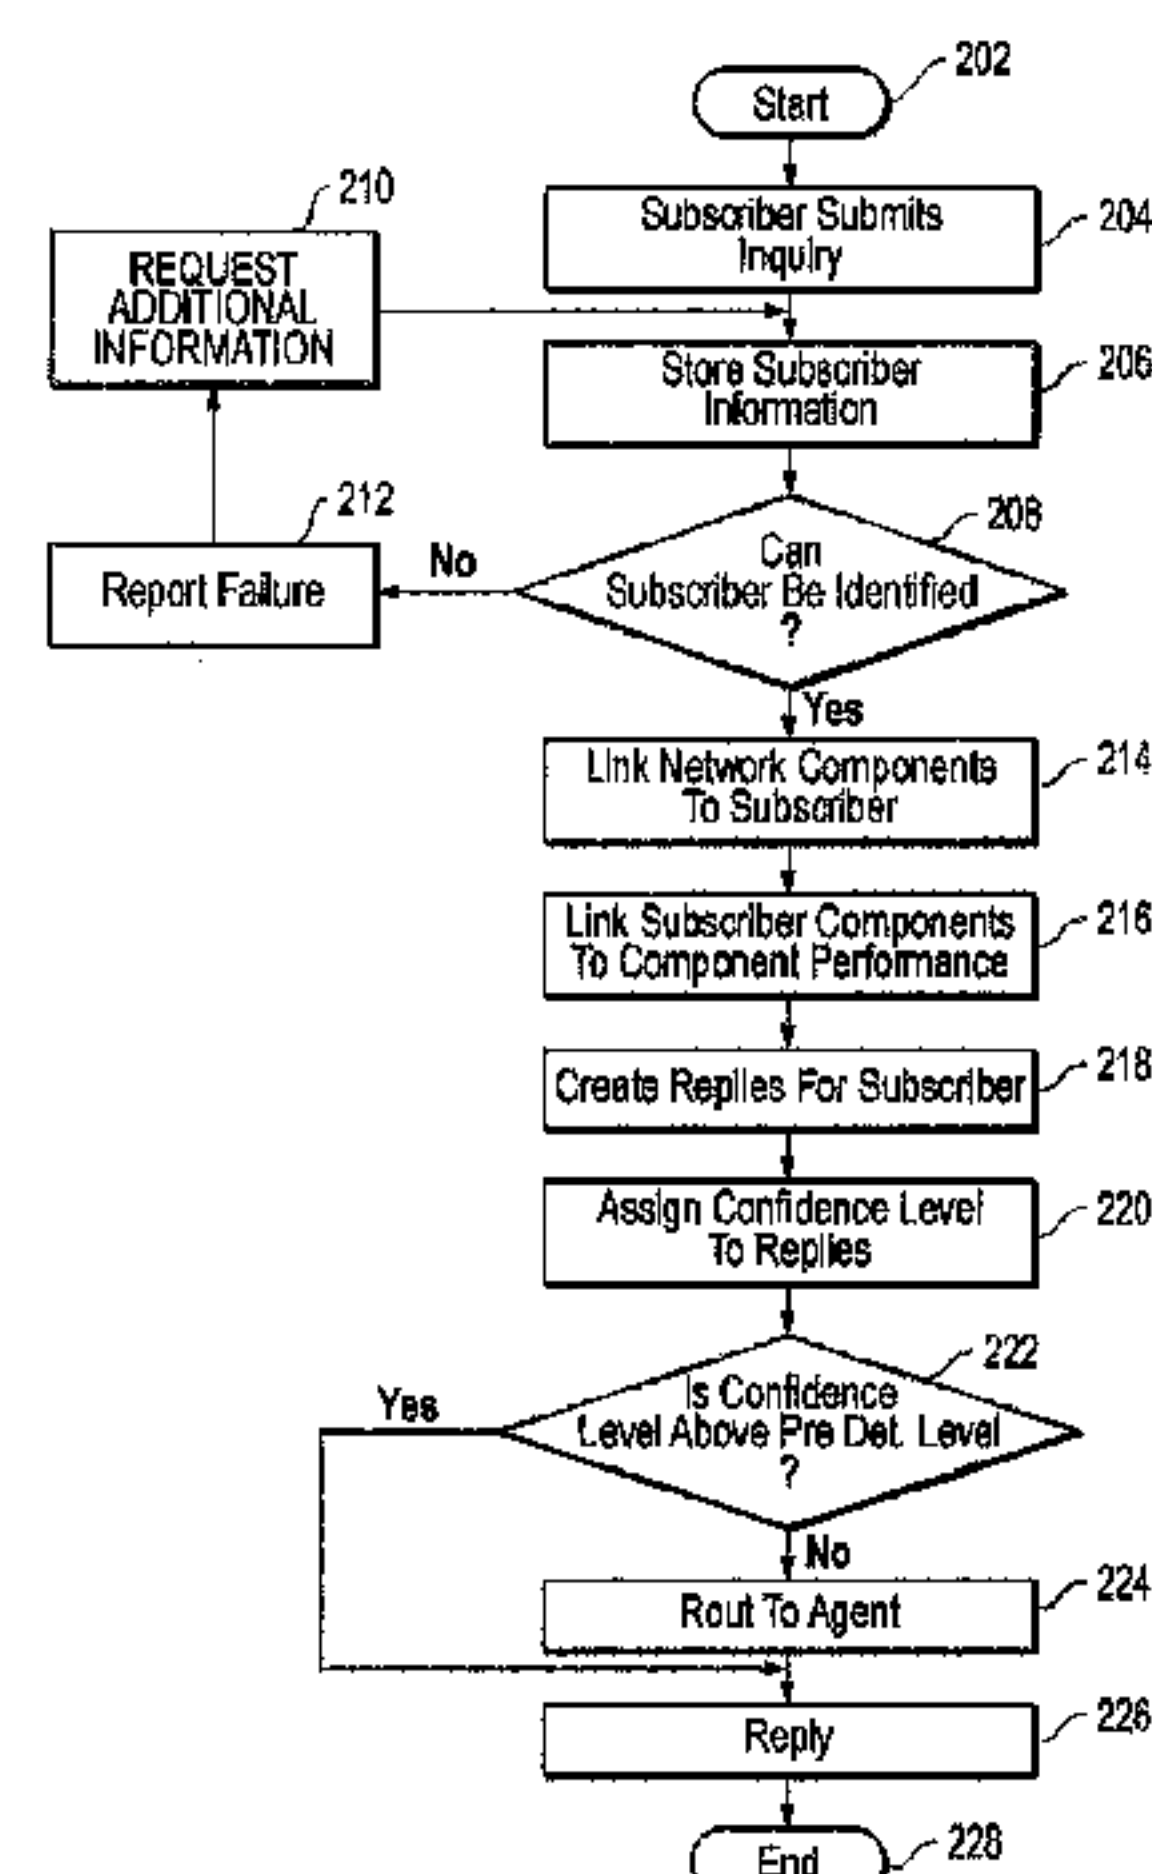 202
Start
Subscriber Submits
Inquiry
204
210
REQUEST
ADDITIONAL
INFORMATION
Store Subscriber
Information
206
212
Report Failure
No
208
Can
Subscriber Be Identified
?
Yes
Link Network Components
To Subscriber
214
Link Subscriber Components
To Component Performance
216
Create Replies For Subscriber
218
Assign Confidence Level
To Replies
220
222
Is Confidence
Level Above Pre Det. Level
?
Yes
No
Rout To Agent
224
Reply
226
End
228